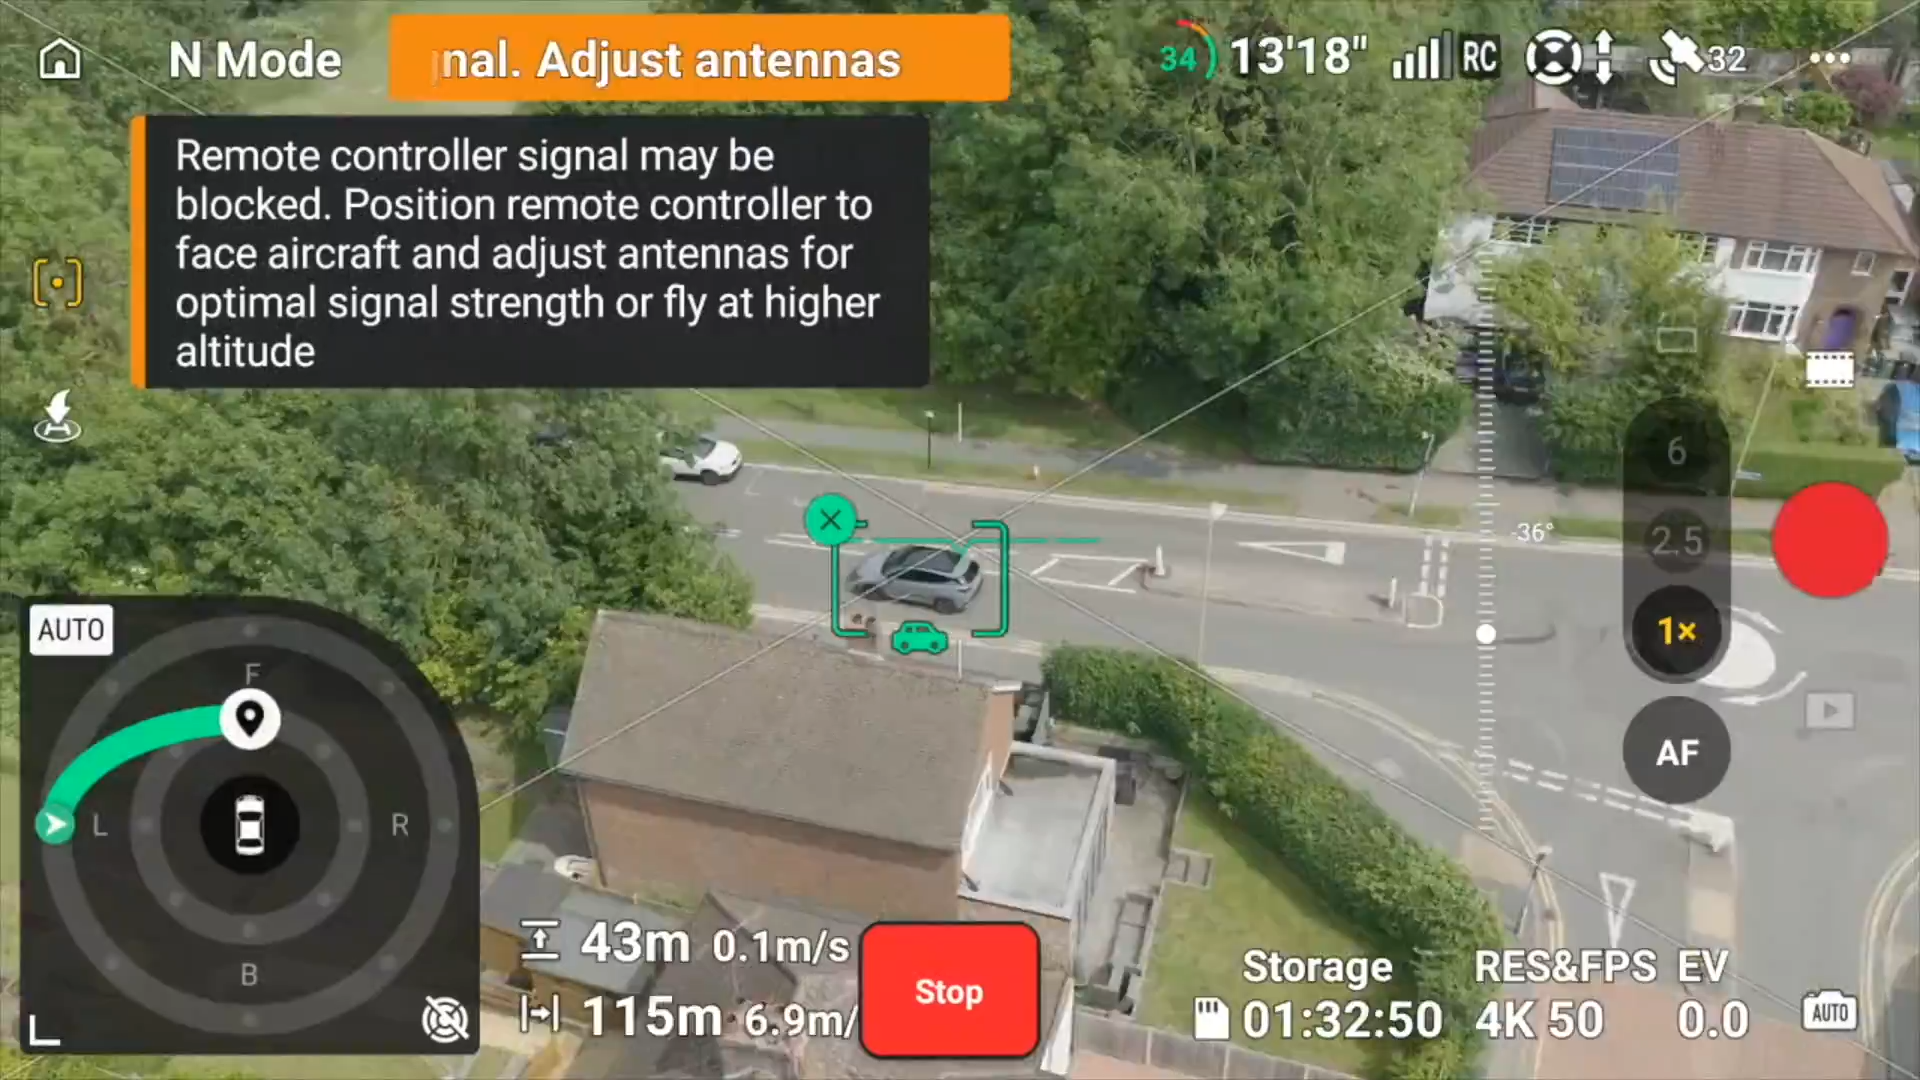 N Mode
nal. Adjust antennas
34
13'18"
RC
32
Remote controller signal may be
blocked. Position remote controller to
face aircraft and adjust antennas for
optimal signal strength or fly at higher
altitude
6
2.5
-36°
1×
AF
AUTO
F
L
R
B
43m 0.1m/s
115m 6.9m/
Stop
Storage
01:32:50
RES&FPS
4K 50
EV
0.0
AUTO